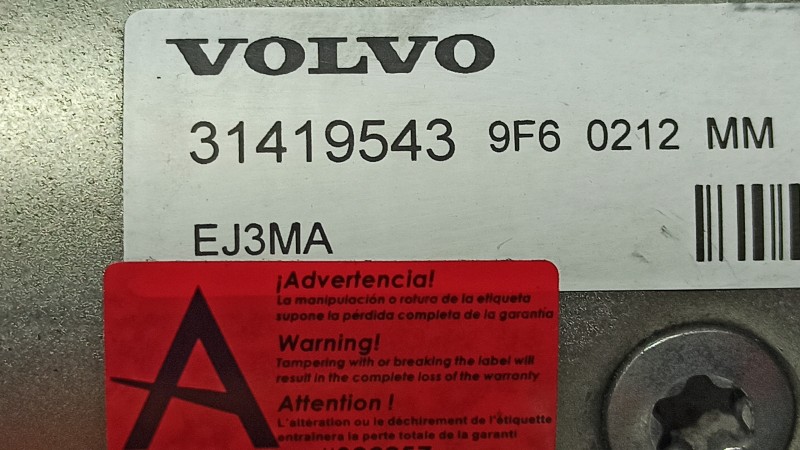 VOLVO
31419543 9F6 0212 MM
EJ3MA
¡Advertencia!
La manipulación o rotura de la etiqueta
supone la pérdida completa de la garantía
A
Warning!
Tampering with or breaking the label will
result in the complete loss of the warranty
Attention !
L'altération ou le déchirement de l'étiquette
entraînera la perte totale de la garanti